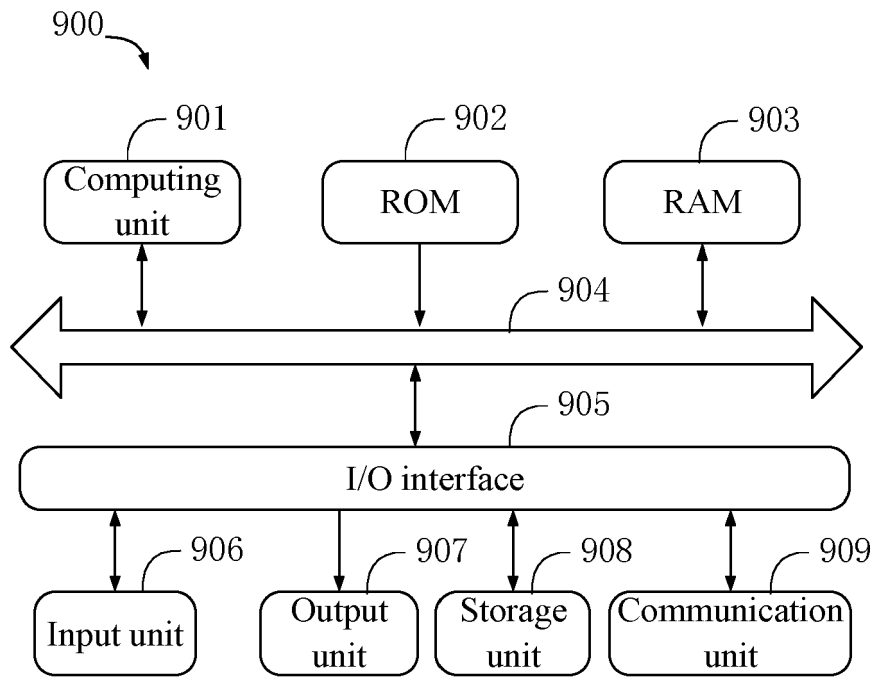 900
901
902
903
Computing
unit
ROM
RAM
904
905
I/O interface
906
907
908
909
Input unit
Output
unit
Storage
unit
Communication
unit